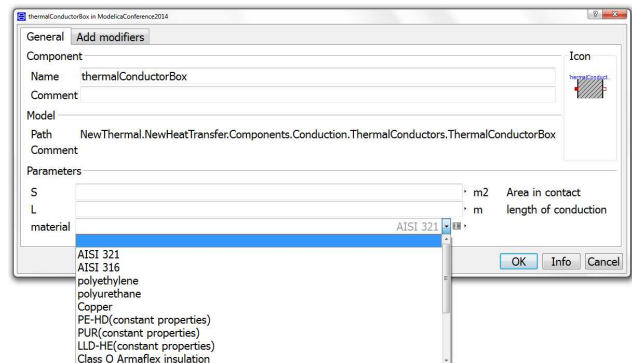 thermalConductorBox in ModelicaConference2014
General Add modifiers
Component
Icon
Name thermalConductorBox
Comment
Model
Path NewThermal.NewHeatTransfer.Components.Conduction.ThermalConductors.ThermalConductorBox
Comment
Parameters
S m2 Area in contact
L m length of conduction
material AISI 321
AISI 321
AISI 316
polyethylene
polyurethane
Copper
PE-HD(constant properties)
PUR(constant properties)
LLD-HE(constant properties)
Class O Armaflex insulation
OK Info Cancel